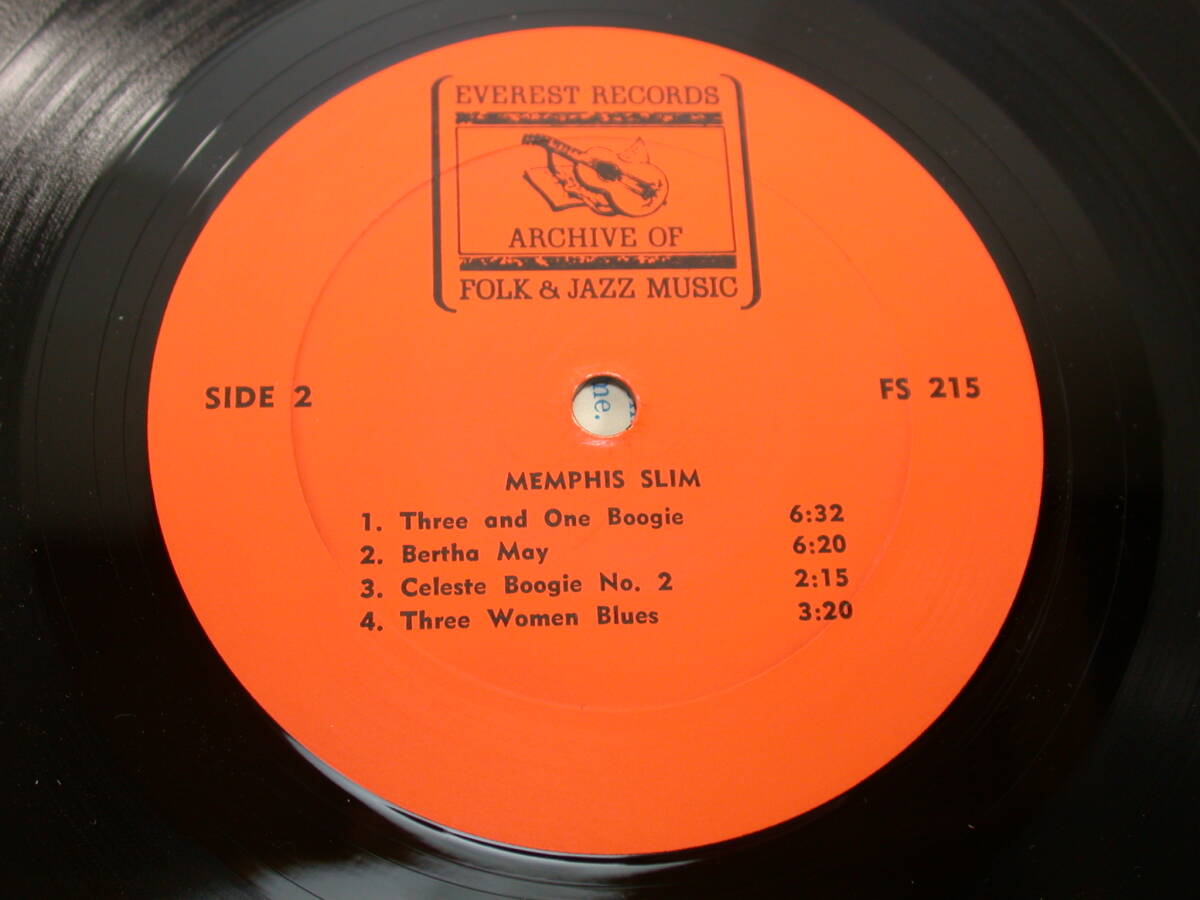 EVEREST RECORDS
ARCHIVE OF
FOLK & JAZZ MUSIC
SIDE 2
FS 215
me.
MEMPHIS SLIM
1. Three and One Boogie 6:32
2. Bertha May 6:20
3. Celeste Boogie No. 2 2:15
4. Three Women Blues 3:20